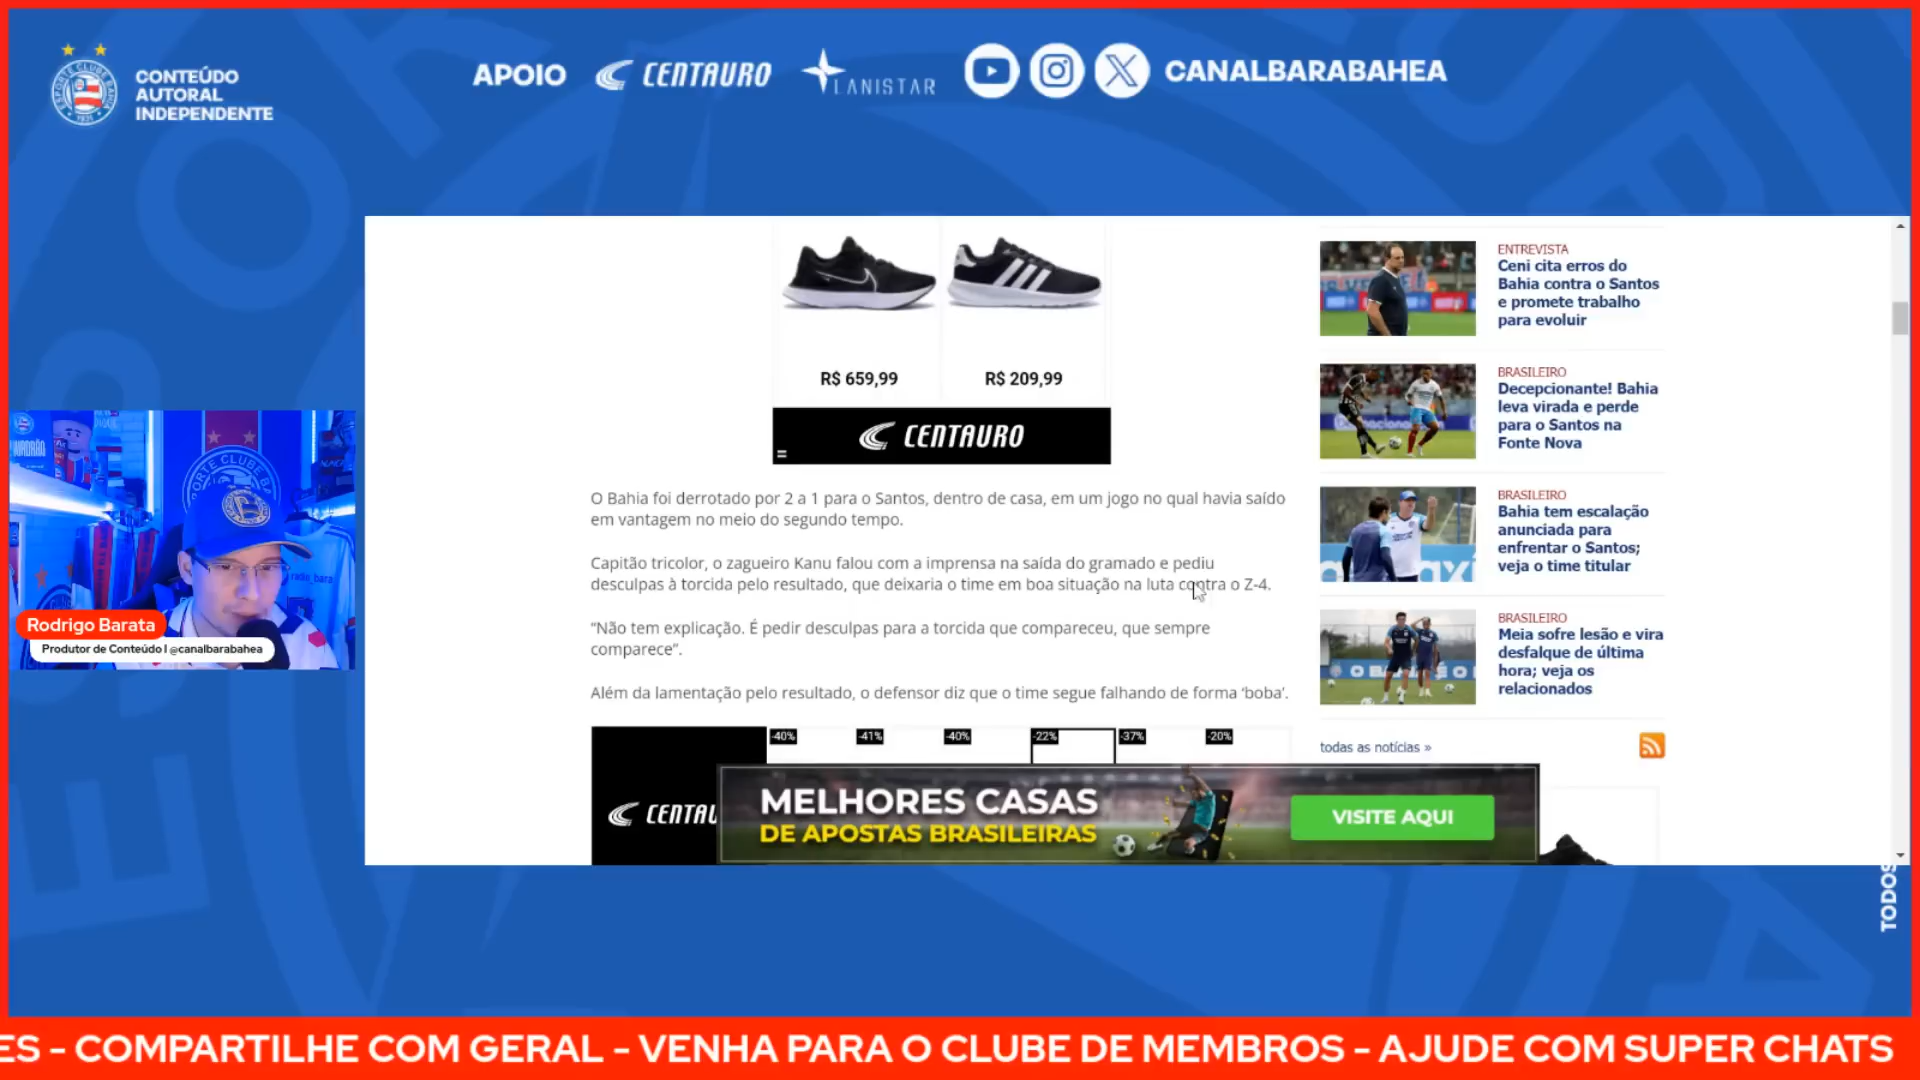 CONTEÚDO
AUTORAL
INDEPENDENTE
APOIO
CENTAURO
LANISTAR
CANALBARABAHEA
R$ 659,99
R$ 209,99
CENTAURO
O Bahia foi derrotado por 2 a 1 para o Santos, dentro de casa, em um jogo no qual havia saído
em vantagem no meio do segundo tempo.
Capitão tricolor, o zagueiro Kanu falou com a imprensa na saída do gramado e pediu
desculpas à torcida pelo resultado, que deixaria o time em boa situação na luta contra o Z-4.
“Não tem explicação. É pedir desculpas para a torcida que compareceu, que sempre
comparece”.
Além da lamentação pelo resultado, o defensor diz que o time segue falhando de forma ‘boba’.
-40%
-41%
-40%
-22%
-37%
-20%
CENTAU
MELHORES CASAS
DE APOSTAS BRASILEIRAS
VISITE AQUI
ENTREVISTA
Ceni cita erros do
Bahia contra o Santos
e promete trabalho
para evoluir
BRASILEIRO
Decepcionante! Bahia
leva virada e perde
para o Santos na
Fonte Nova
BRASILEIRO
Bahia tem escalação
anunciada para
enfrentar o Santos;
veja o time titular
BRASILEIRO
Meia sofre lesão e vira
desfalque de última
hora; veja os
relacionados
todas as notícias »
Rodrigo Barata
Produtor de Conteúdo | @canalbarabahea
TODOS
ES - COMPARTILHE COM GERAL - VENHA PARA O CLUBE DE MEMBROS - AJUDE COM SUPER CHATS